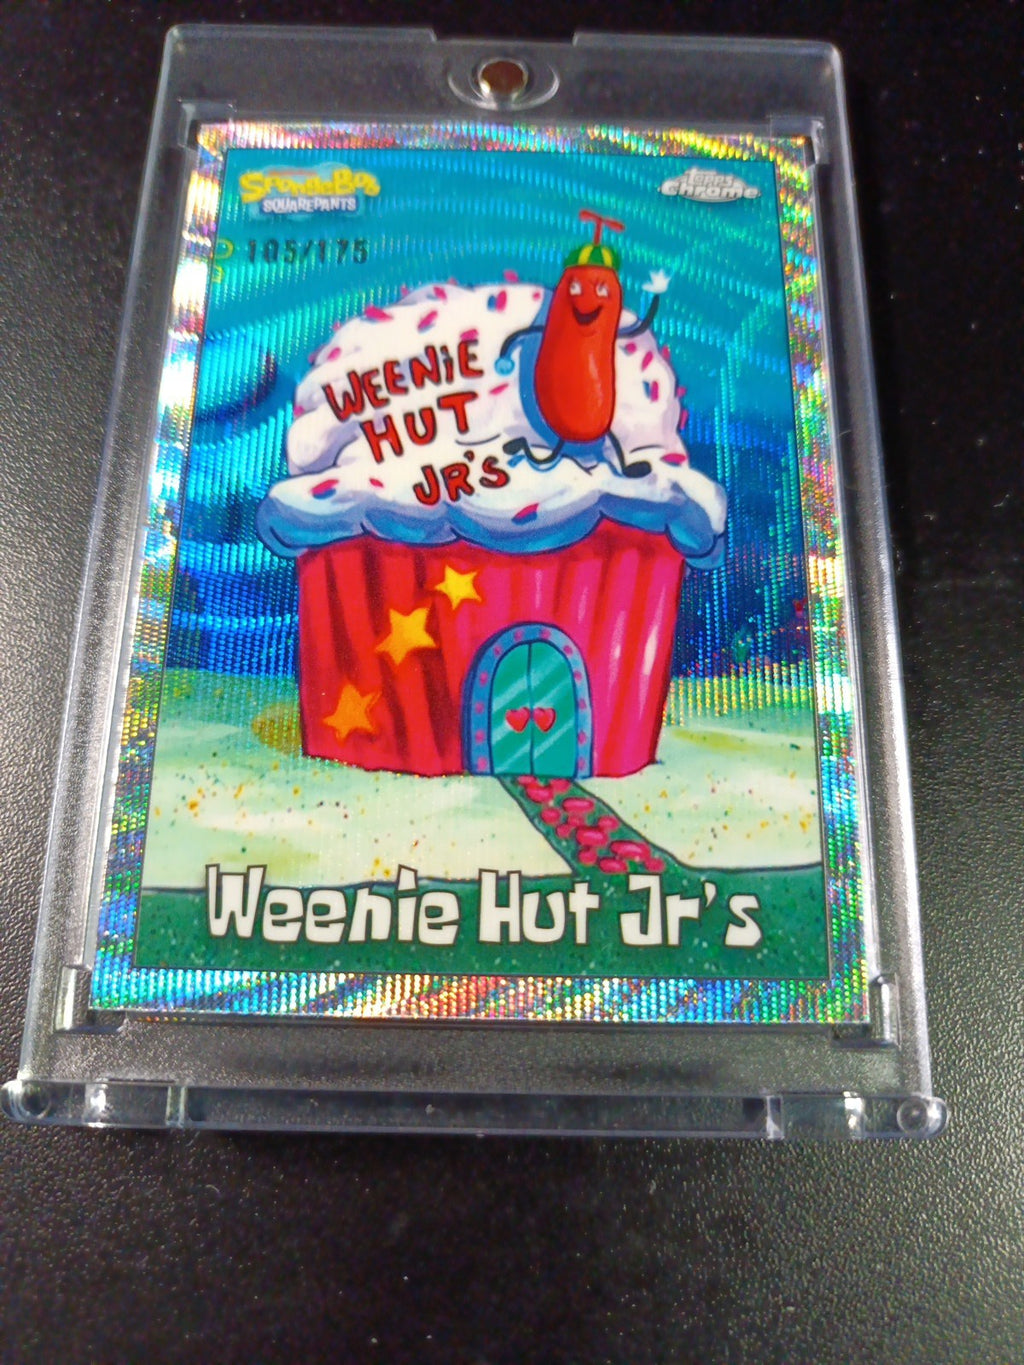 SpongeBob
SQUAREPANTS
Topps
Chrome
105/175
WEENiE
HUT
JR'S
Weenie Hut Jr's